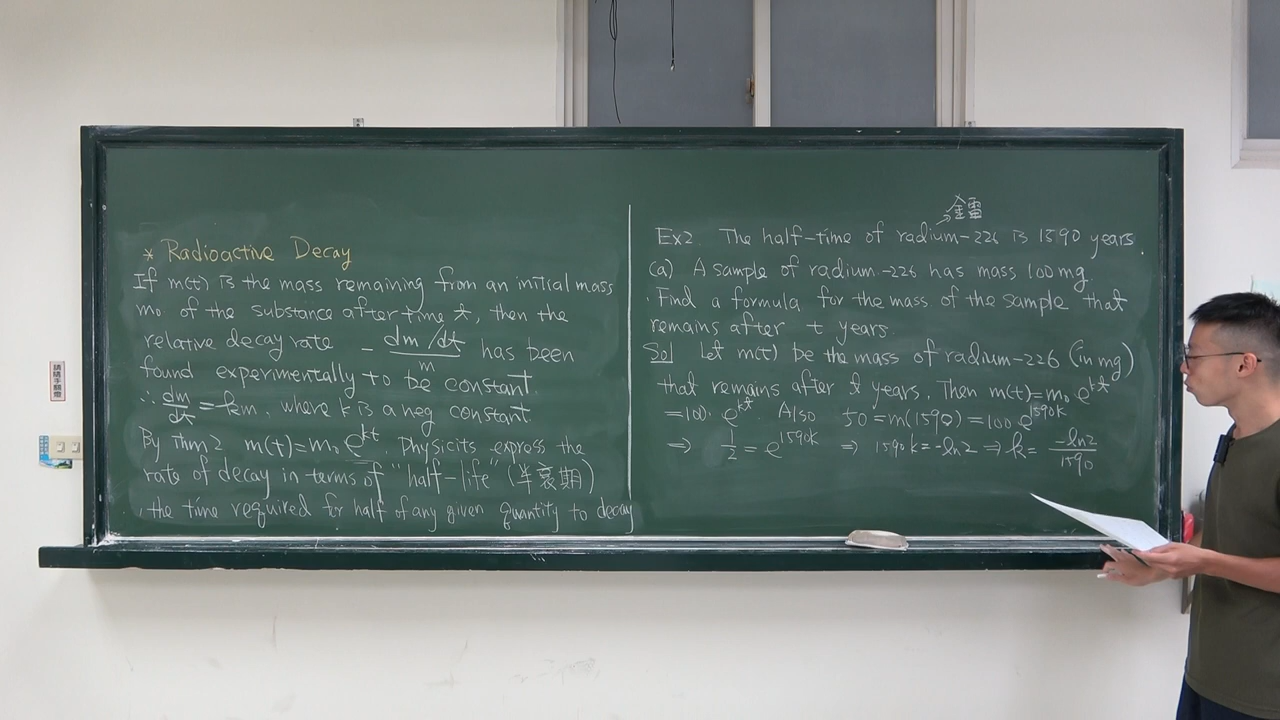 * Radioactive Decay
If m(t) is the mass remaining from an initial mass
m₀ of the substance after time t, then the
relative decay rate - (dm/dt)/m has been
found experimentally to be constant.
∴ dm/dt = km, where k is a neg constant.
By Thm2 m(t)=m₀e^{kt}. Physicits express the
rate of decay in terms of "half-life" (半衰期)
, the time required for half of any given quantity to decay
Ex2. The half-time of radium-226 is 1590 years.
(a) A sample of radium-226 has mass 100 mg.
Find a formula for the mass of the sample that
remains after t years.
Sol Let m(t) be the mass of radium-226 (in mg)
that remains after t years. Then m(t)=m₀e^{kt}
=100·e^{kt}. Also 50=m(1590)=100e^{1590k}
⇒ 1/2=e^{1590k} ⇒ 1590k=-ln2 ⇒ k= -ln2/1590